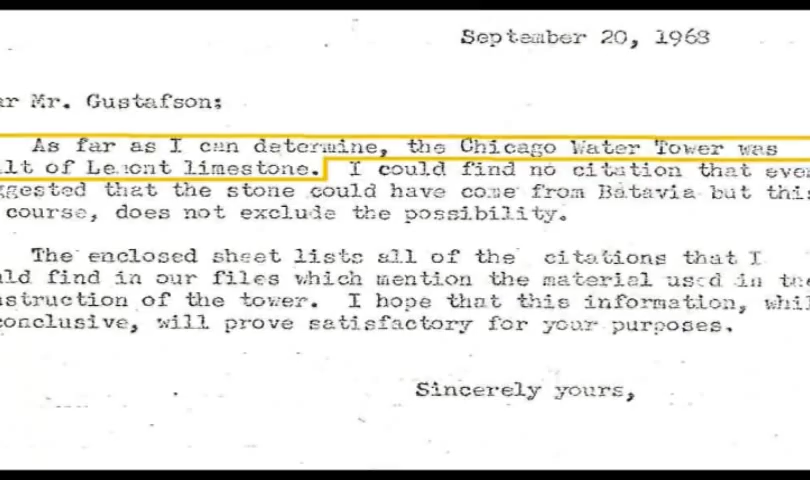 September 20, 1968
ar Mr. Gustafson:
As far as I can determine, the Chicago Water Tower was
lt of Lemont limestone. I could find no citation that ever
ggested that the stone could have come from Batavia but this
course, does not exclude the possibility.
The enclosed sheet lists all of the citations that I
ld find in our files which mention the material used in the
nstruction of the tower. I hope that this information, whil
conclusive, will prove satisfactory for your purposes.
Sincerely yours,